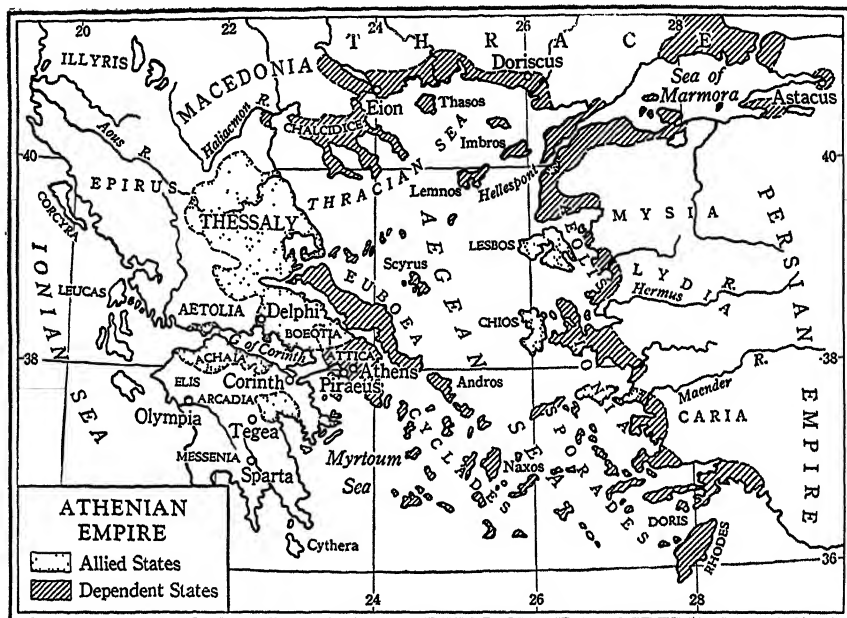 20
22
24
26
28
THRACE
ILLYRIS
MACEDONIA
Doriscus
Sea of
Marmora
Astacus
Eion
Thasos
Aous R.
Haliacmon R.
CHALCIDICE
SEA
Imbros
40
40
EPIRUS
THRACIAN
Lemnos
Hellespont
CORCYRA
THESSALY
MYSIA
PERSIAN
AEGEAN
LESBOS
AEOLIS
IONIAN
Scyrus
LYDIA
Hermus R.
LEUCAS
EUBOEA
AETOLIA
Delphi
CHIOS
BOEOTIA
G. of Corinth
38
38
ACHAIA
ATTICA
Athens
IONIA
ELIS
Corinth
Piraeus
Andros
Maender R.
ARCADIA
CARIA
SEA
Olympia
CYCLADES
SEA
SPORADES
EMPIRE
Tegea
MESSENIA
Myrtoum
Sea
Naxos
Sparta
DORIS
ATHENIAN
EMPIRE
Allied States
Dependent States
Cythera
RHODES
36
24
26
28